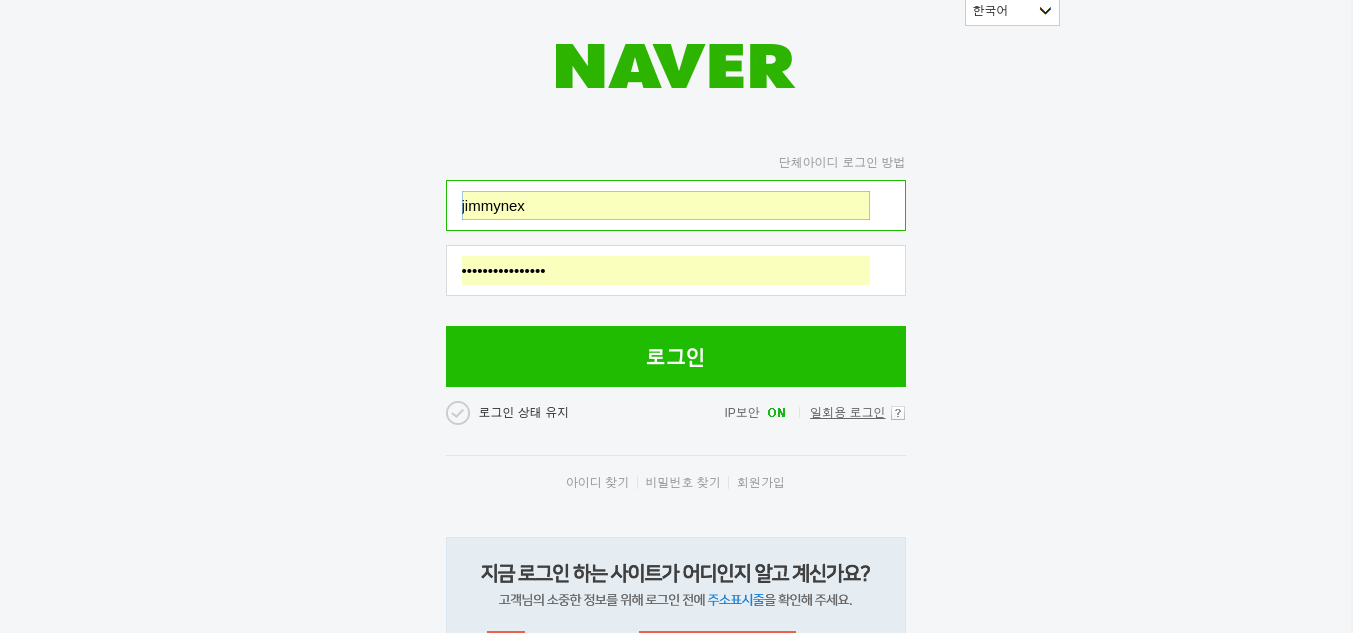 한국어
NAVER
단체아이디 로그인 방법
jimmynex
••••••••••••••••
로그인
로그인 상태 유지 IP보안 ON 일회용 로그인 ?
아이디 찾기 비밀번호 찾기 회원가입
지금 로그인 하는 사이트가 어디인지 알고 계신가요?
고객님의 소중한 정보를 위해 로그인 전에 주소표시줄을 확인해 주세요.